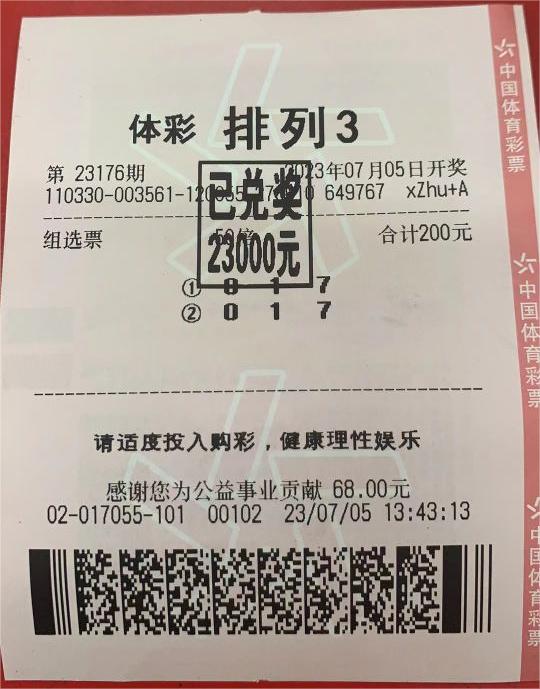 体彩 排列3
第 23176期 2023年07月05日开奖
110330-003561-120 649767 xZhu+A
已兑奖
23000元
组选票 50倍 合计200元
① 8 1 7
② 0 1 7
请适度投入购彩，健康理性娱乐
感谢您为公益事业贡献 68.00元
02-017055-101 00102 23/07/05 13:43:13
中国体育彩票
中国体育彩票
中国体育彩票